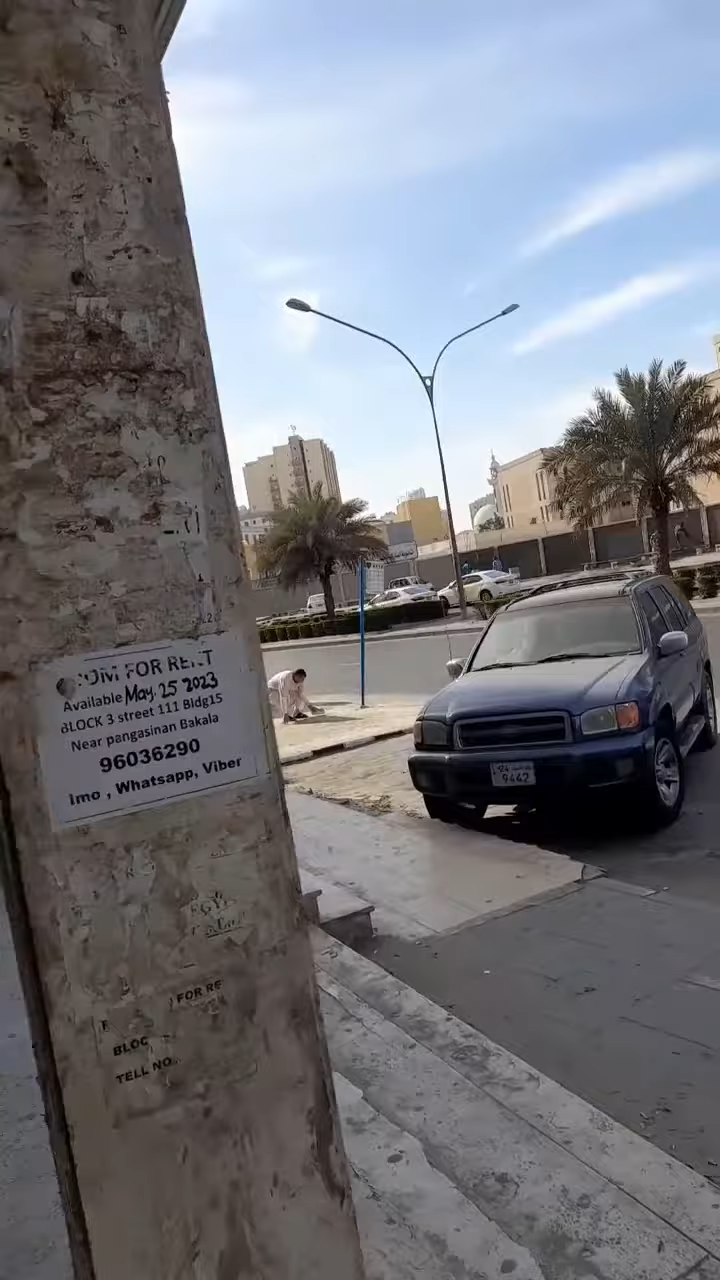 OM FOR RENT
Available May. 25 2023
BLOCK 3 street 111 Bldg15
Near pangasinan Bakala
96036290
Imo , Whatsapp, Viber
9442
FOR RE
BLOC
TELL NO.